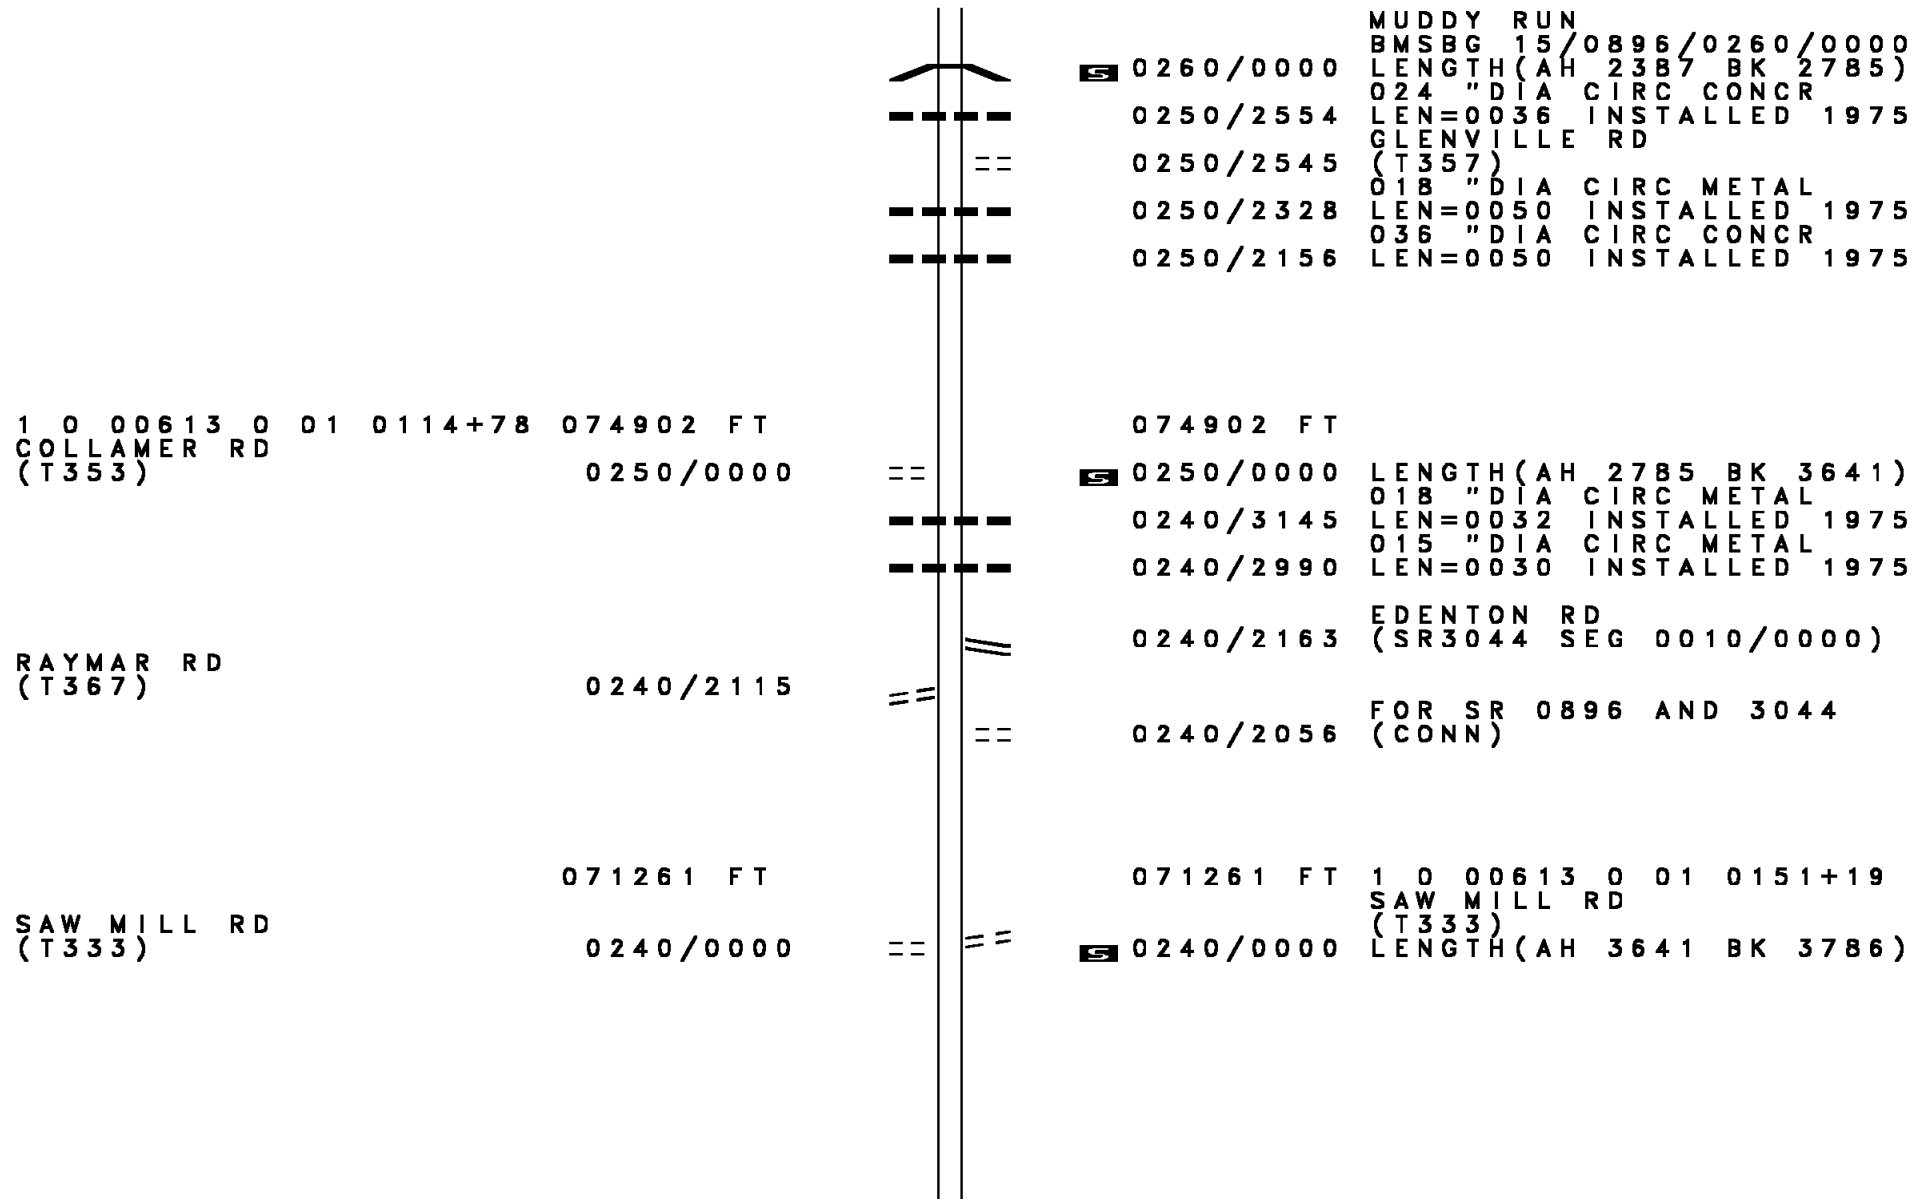 MUDDY RUN
BMSBG 15/0896/0260/0000
S 0260/0000 LENGTH(AH 2387 BK 2785)
024 "DIA CIRC CONCR
0250/2554 LEN=0036 INSTALLED 1975
GLENVILLE RD
0250/2545 (T357)
018 "DIA CIRC METAL
0250/2328 LEN=0050 INSTALLED 1975
036 "DIA CIRC CONCR
0250/2156 LEN=0050 INSTALLED 1975
1 0 00613 0 01 0114+78 074902 FT 074902 FT
COLLAMER RD
(T353) 0250/0000 S 0250/0000 LENGTH(AH 2785 BK 3641)
018 "DIA CIRC METAL
0240/3145 LEN=0032 INSTALLED 1975
015 "DIA CIRC METAL
0240/2990 LEN=0030 INSTALLED 1975
EDENTON RD
0240/2163 (SR3044 SEG 0010/0000)
RAYMAR RD
(T367) 0240/2115
FOR SR 0896 AND 3044
0240/2056 (CONN)
071261 FT 071261 FT 1 0 00613 0 01 0151+19
SAW MILL RD
SAW MILL RD (T333)
(T333) 0240/0000 S 0240/0000 LENGTH(AH 3641 BK 3786)